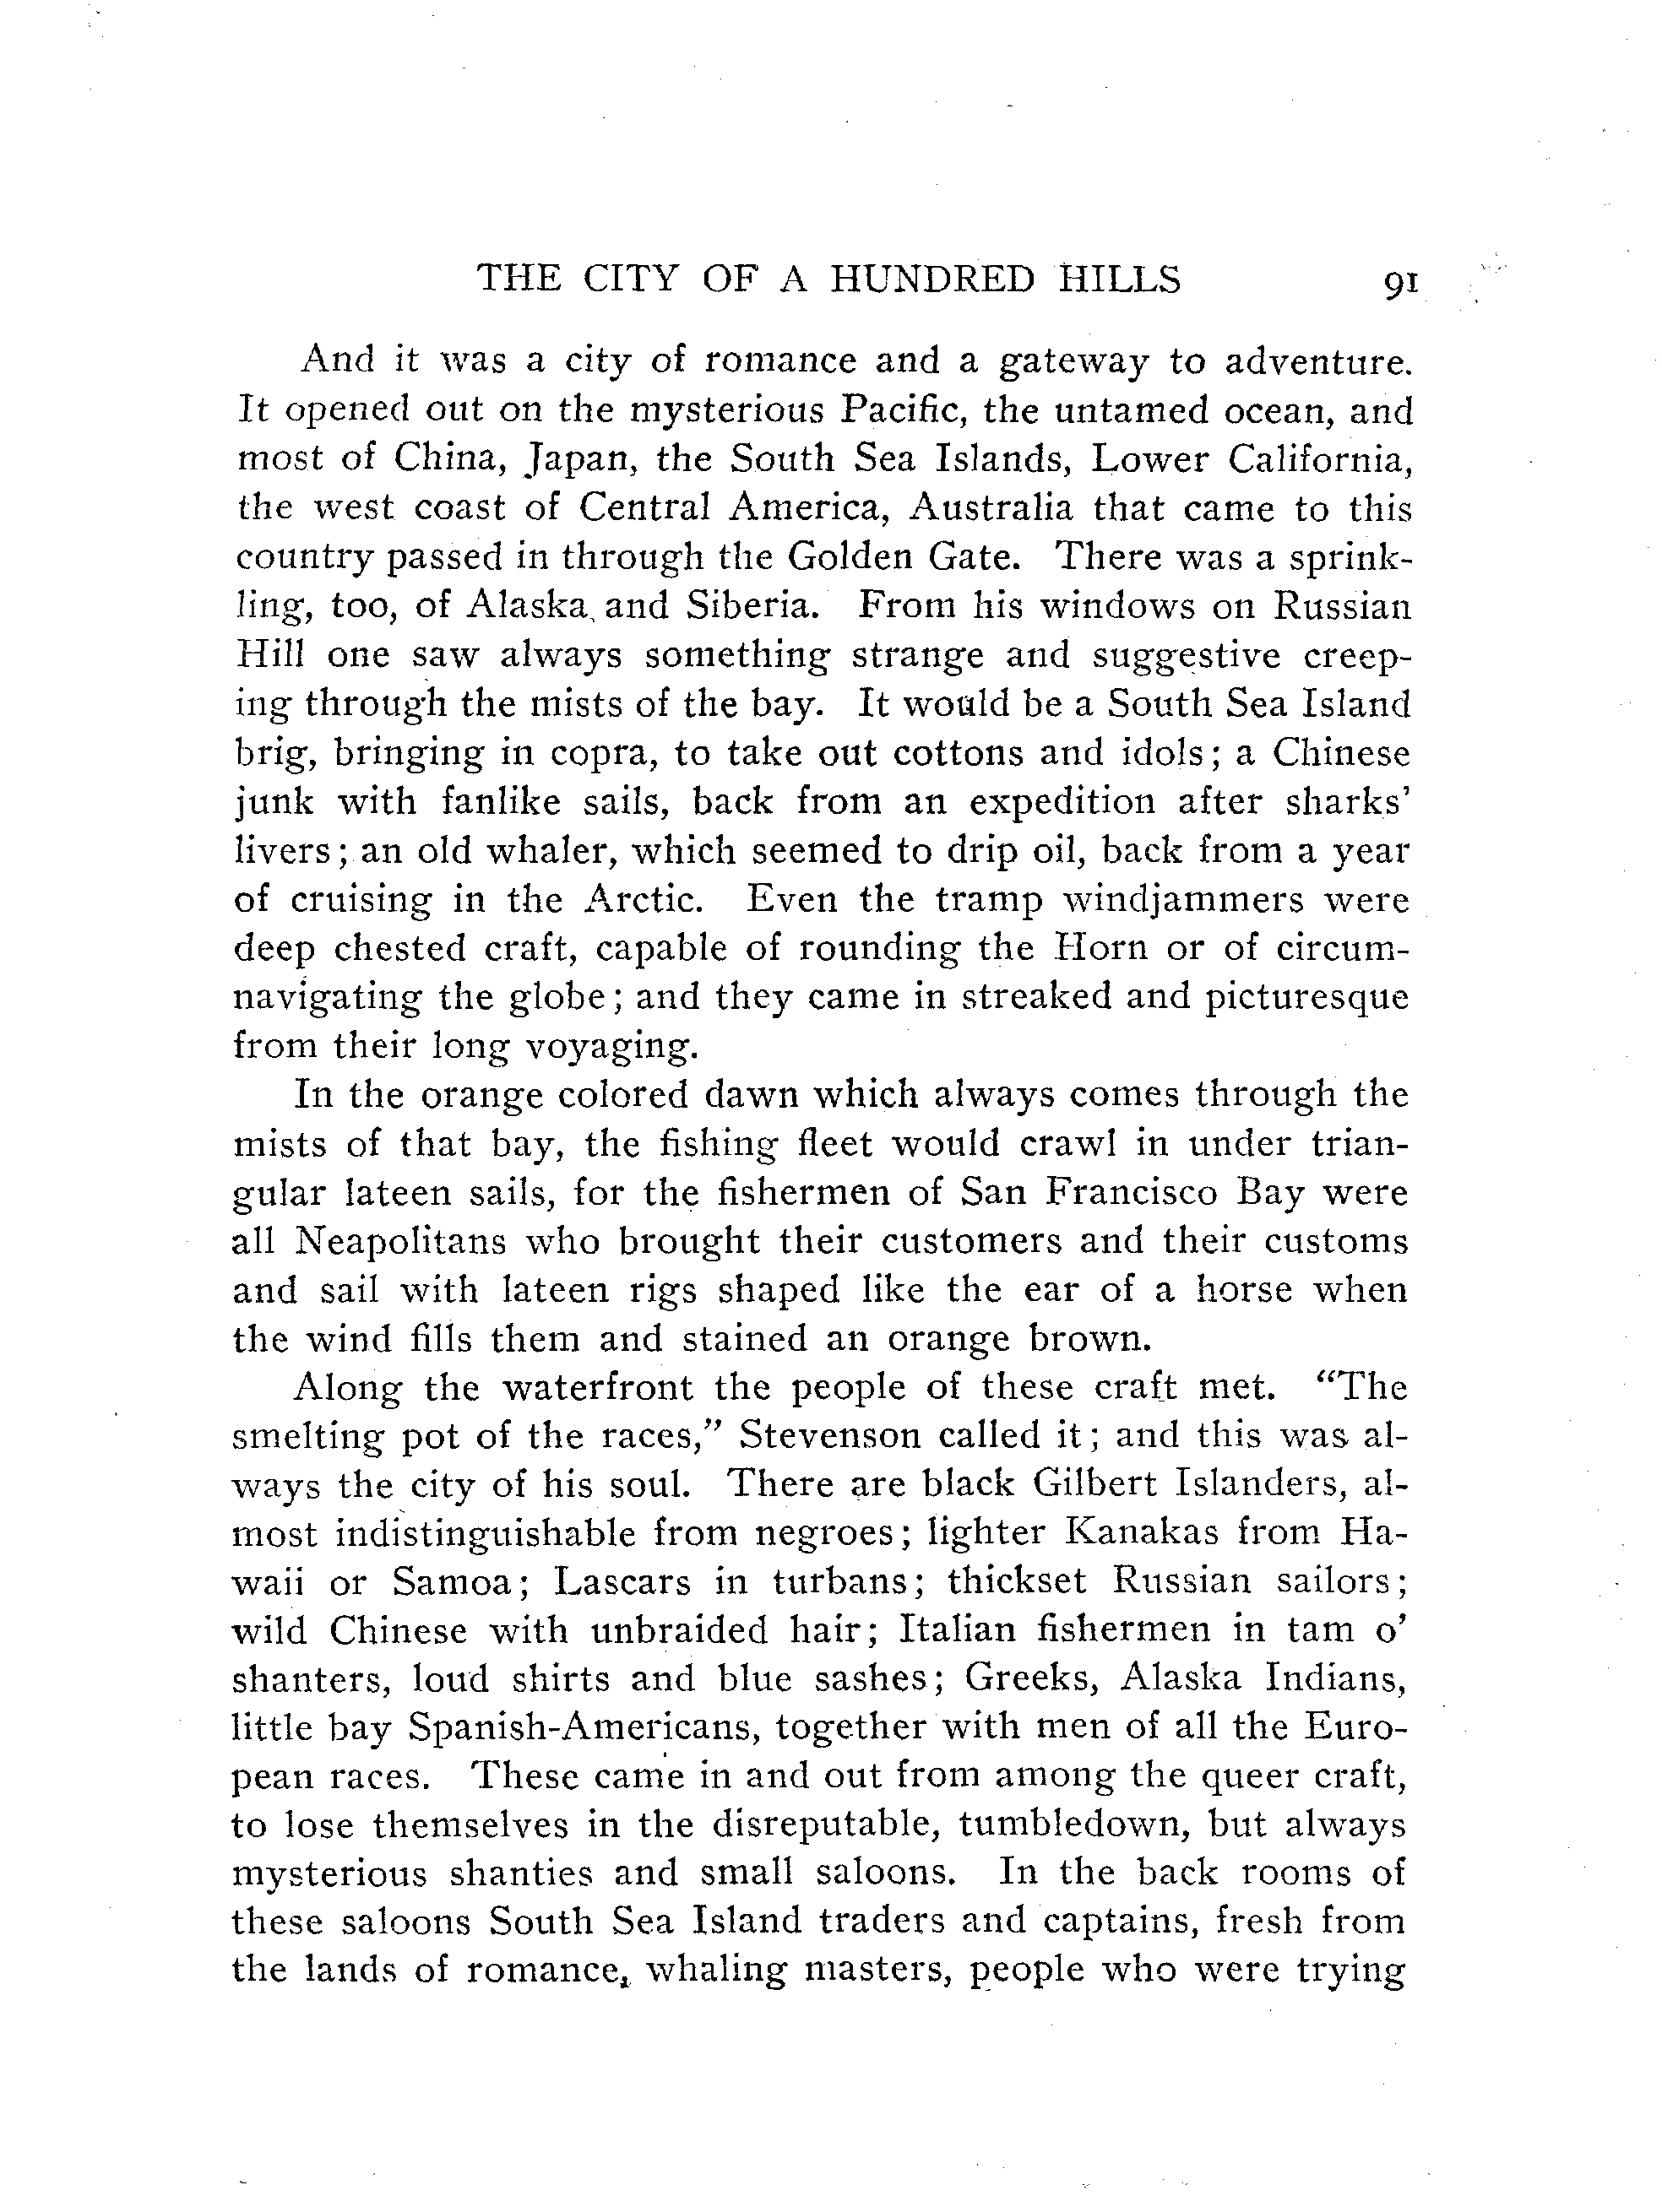 THE CITY OF A HUNDRED HILLS 91
And it was a city of romance and a gateway to adventure.
It opened out on the mysterious Pacific, the untamed ocean, and
most of China, Japan, the South Sea Islands, Lower California,
the west coast of Central America, Australia that came to this
country passed in through the Golden Gate. There was a sprink-
ling, too, of Alaska and Siberia. From his windows on Russian
Hill one saw always something strange and suggestive creep-
ing through the mists of the bay. It would be a South Sea Island
brig, bringing in copra, to take out cottons and idols; a Chinese
junk with fanlike sails, back from an expedition after sharks'
livers; an old whaler, which seemed to drip oil, back from a year
of cruising in the Arctic. Even the tramp windjammers were
deep chested craft, capable of rounding the Horn or of circum-
navigating the globe; and they came in streaked and picturesque
from their long voyaging.
In the orange colored dawn which always comes through the
mists of that bay, the fishing fleet would crawl in under trian-
gular lateen sails, for the fishermen of San Francisco Bay were
all Neapolitans who brought their customers and their customs
and sail with lateen rigs shaped like the ear of a horse when
the wind fills them and stained an orange brown.
Along the waterfront the people of these craft met. "The
smelting pot of the races," Stevenson called it; and this was al-
ways the city of his soul. There are black Gilbert Islanders, al-
most indistinguishable from negroes; lighter Kanakas from Ha-
waii or Samoa; Lascars in turbans; thickset Russian sailors;
wild Chinese with unbraided hair; Italian fishermen in tam o'
shanters, loud shirts and blue sashes; Greeks, Alaska Indians,
little bay Spanish-Americans, together with men of all the Euro-
pean races. These came in and out from among the queer craft,
to lose themselves in the disreputable, tumbledown, but always
mysterious shanties and small saloons. In the back rooms of
these saloons South Sea Island traders and captains, fresh from
the lands of romance, whaling masters, people who were trying